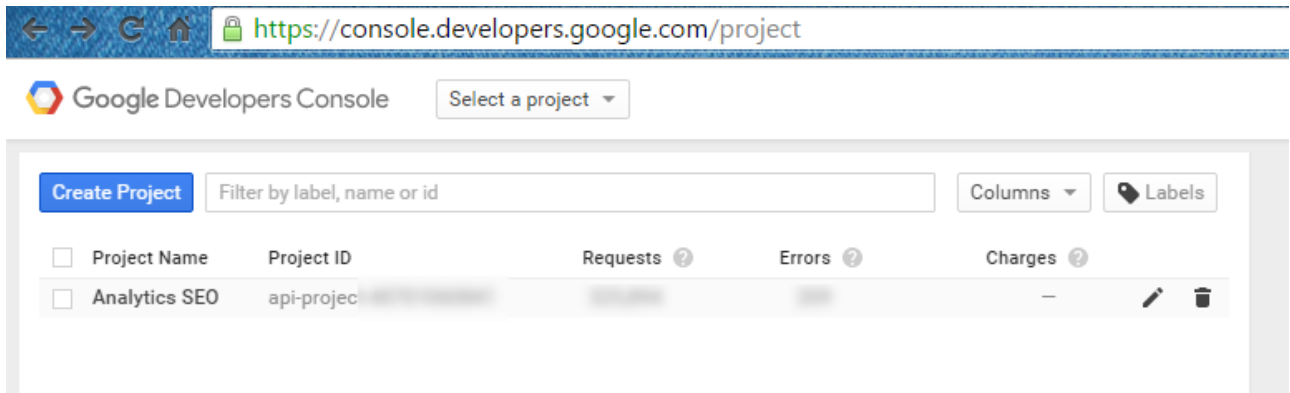 https://console.developers.google.com/project
Google Developers Console Select a project
Create Project Filter by label, name or id Columns Labels
Project Name Project ID Requests ? Errors ? Charges ?
Analytics SEO api-projec —